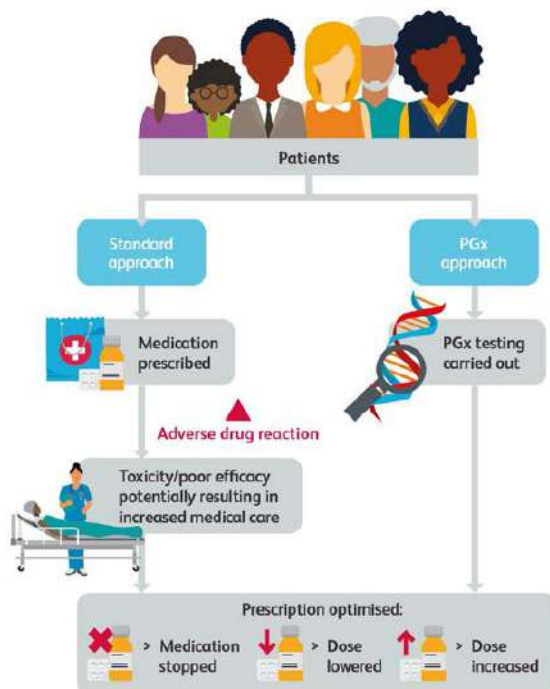 Patients
Standard
approach
PGx
approach
Medication
prescribed
PGx testing
carried out
Adverse drug reaction
Toxicity/poor efficacy
potentially resulting in
increased medical care
Prescription optimised:
> Medication
stopped
> Dose
lowered
> Dose
increased